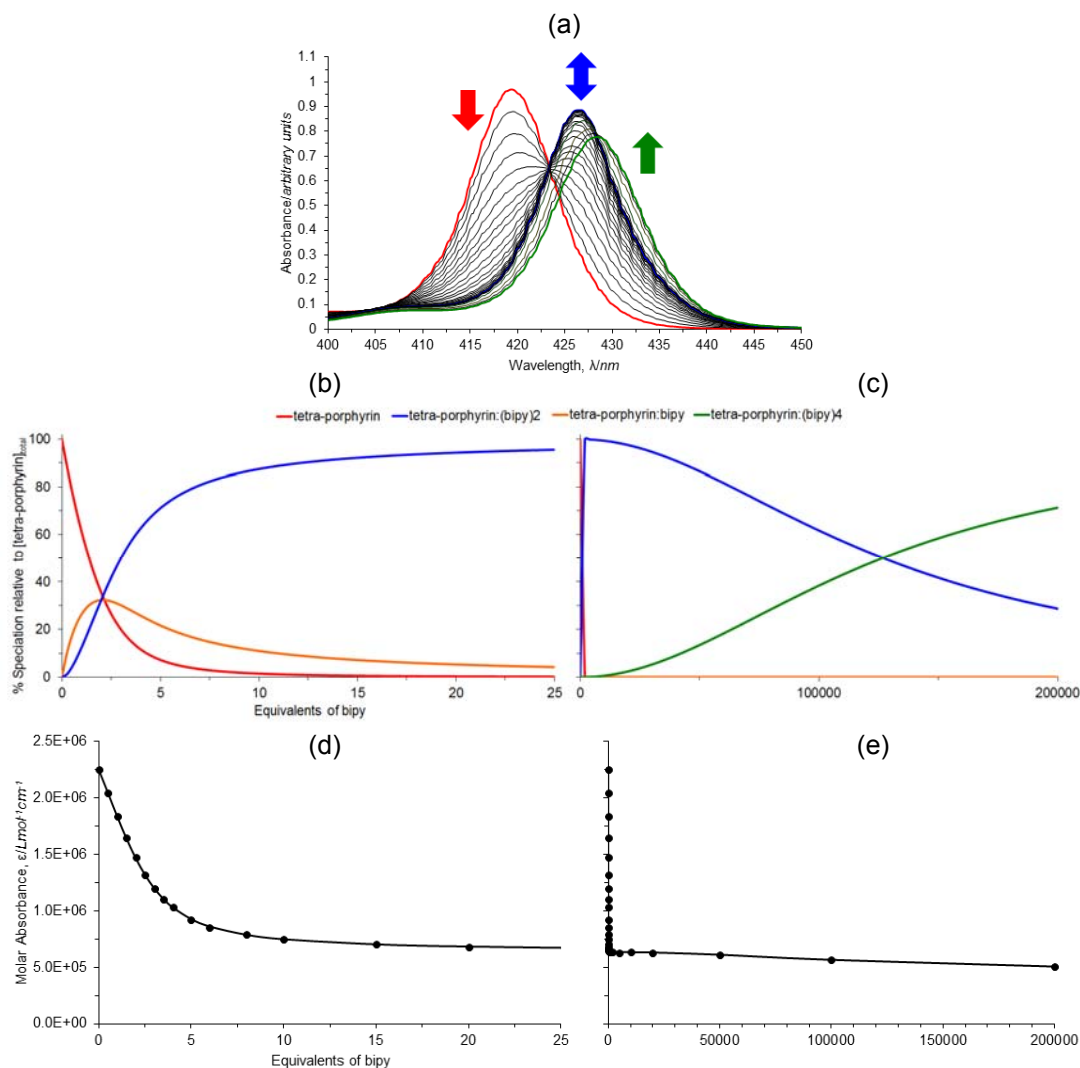 (a)
1.1
1
0.9
0.8
0.7
0.6
0.5
0.4
0.3
0.2
0.1
0
Absorbance/arbitrary units
400 405 410 415 420 425 430 435 440 445 450
Wavelength, λ/nm
(b) (c)
tetra-porphyrin tetra-porphyrin:(bipy)2 tetra-porphyrin:bipy tetra-porphyrin:(bipy)4
% Speciation relative to [tetra-porphyrin]total
100
80
60
40
20
0
0 5 10 15 20 25
Equivalents of bipy
0 100000 200000
(d) (e)
Molar Absorbance, ε/Lmol-1cm-1
2.5E+06
2.0E+06
1.5E+06
1.0E+06
5.0E+05
0.0E+00
0 5 10 15 20 25
Equivalents of bipy
0 50000 100000 150000 200000